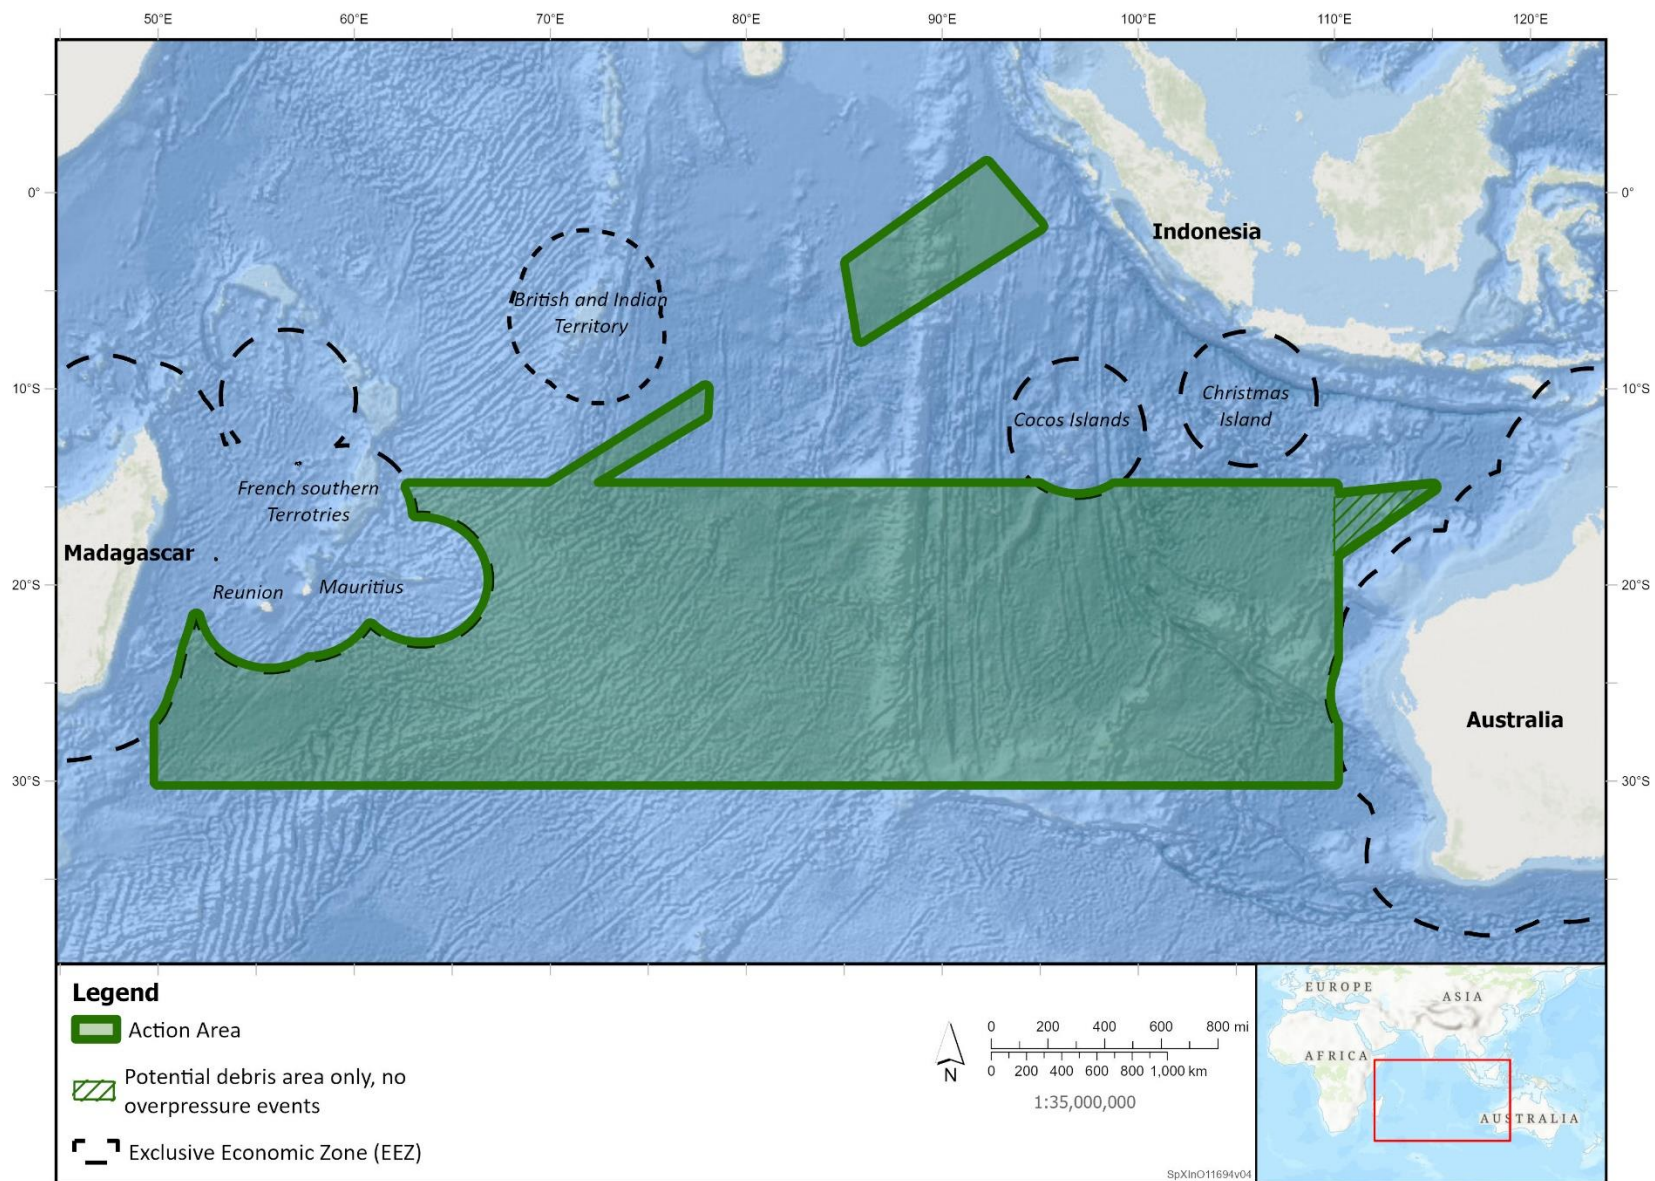 50°E 60°E 70°E 80°E 90°E 100°E 110°E 120°E
0° 0°
Indonesia
British and Indian
Territory
10°S 10°S
Christmas
Island
Cocos Islands
French southern
Terrotries
Madagascar
20°S 20°S
Reunion
Mauritius
Australia
30°S 30°S
Legend
Action Area
Potential debris area only, no
overpressure events
Exclusive Economic Zone (EEZ)
N
0 200 400 600 800 mi
0 200 400 600 800 1,000 km
1:35,000,000
SpXInO11694v04
EUROPE
ASIA
AFRICA
AUSTRALIA